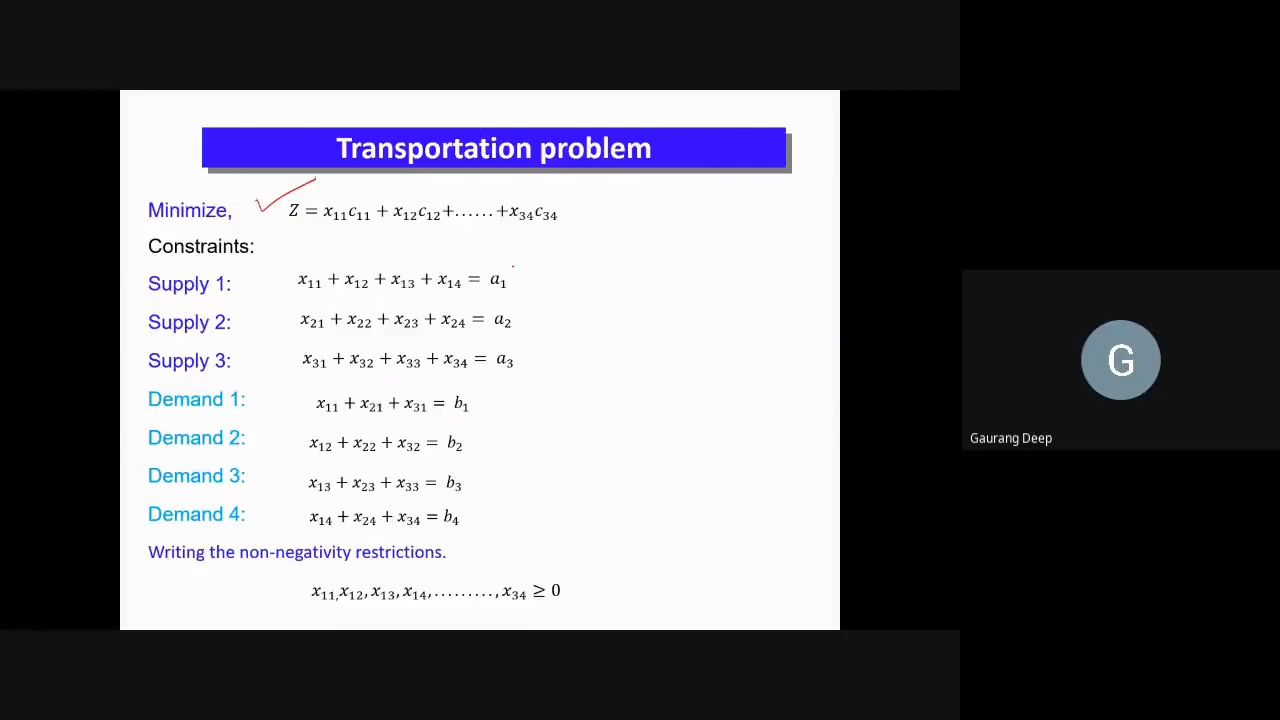 Transportation problem
Minimize, Z = x₁₁c₁₁ + x₁₂c₁₂+......+x₃₄c₃₄
Constraints:
Supply 1: x₁₁ + x₁₂ + x₁₃ + x₁₄ = a₁
Supply 2: x₂₁ + x₂₂ + x₂₃ + x₂₄ = a₂
Supply 3: x₃₁ + x₃₂ + x₃₃ + x₃₄ = a₃
Demand 1: x₁₁ + x₂₁ + x₃₁ = b₁
Demand 2: x₁₂ + x₂₂ + x₃₂ = b₂
Demand 3: x₁₃ + x₂₃ + x₃₃ = b₃
Demand 4: x₁₄ + x₂₄ + x₃₄ = b₄
Writing the non-negativity restrictions.
x₁₁,x₁₂, x₁₃, x₁₄, ........., x₃₄ ≥ 0
G
Gaurang Deep